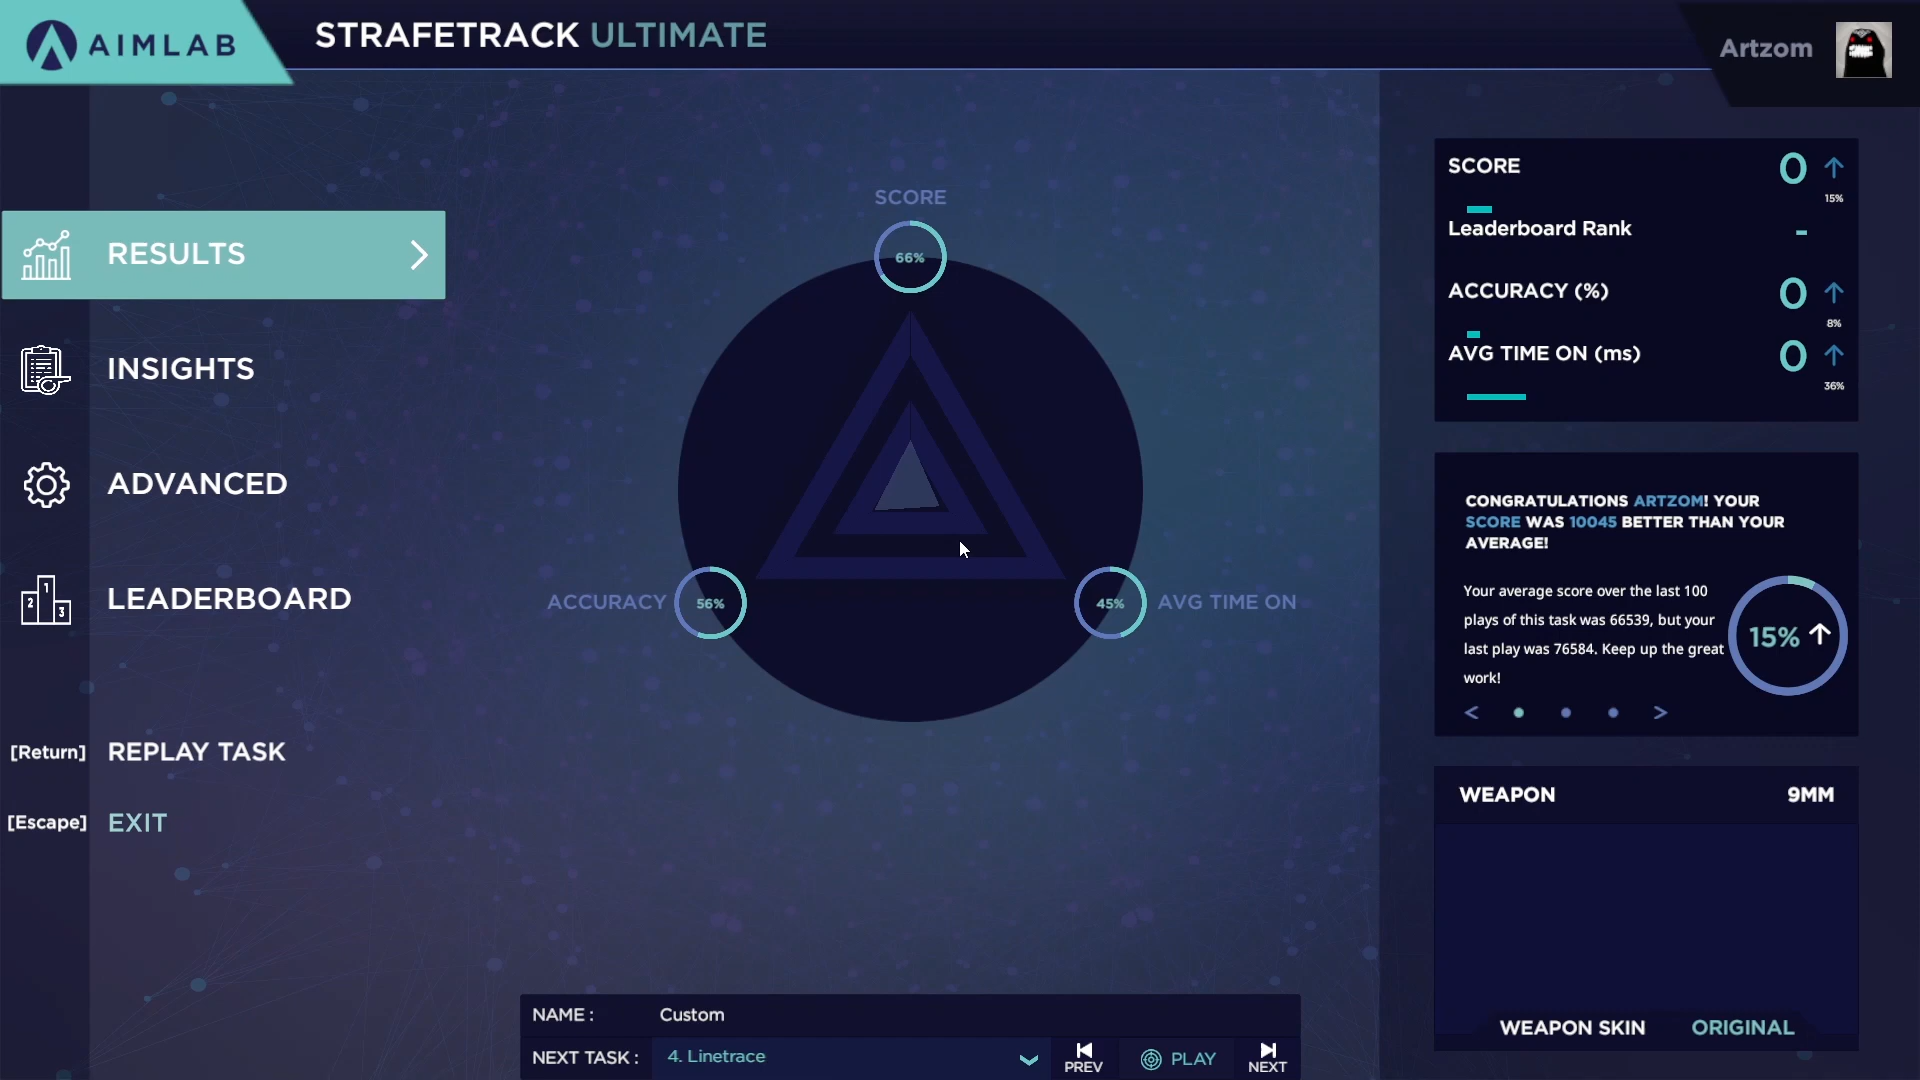 AIMLAB
STRAFETRACK ULTIMATE
Artzom
RESULTS
INSIGHTS
ADVANCED
1
2
3
LEADERBOARD
[Return] REPLAY TASK
[Escape] EXIT
SCORE
66%
ACCURACY 56%
45% AVG TIME ON
SCORE 0
15%
Leaderboard Rank -
ACCURACY (%) 0
8%
AVG TIME ON (ms) 0
36%
CONGRATULATIONS ARTZOM! YOUR
SCORE WAS 10045 BETTER THAN YOUR
AVERAGE!
Your average score over the last 100
plays of this task was 66539, but your
last play was 76584. Keep up the great
work!
15%
< >
WEAPON 9MM
WEAPON SKIN ORIGINAL
NAME : Custom
NEXT TASK : 4. Linetrace
PREV
PLAY
NEXT